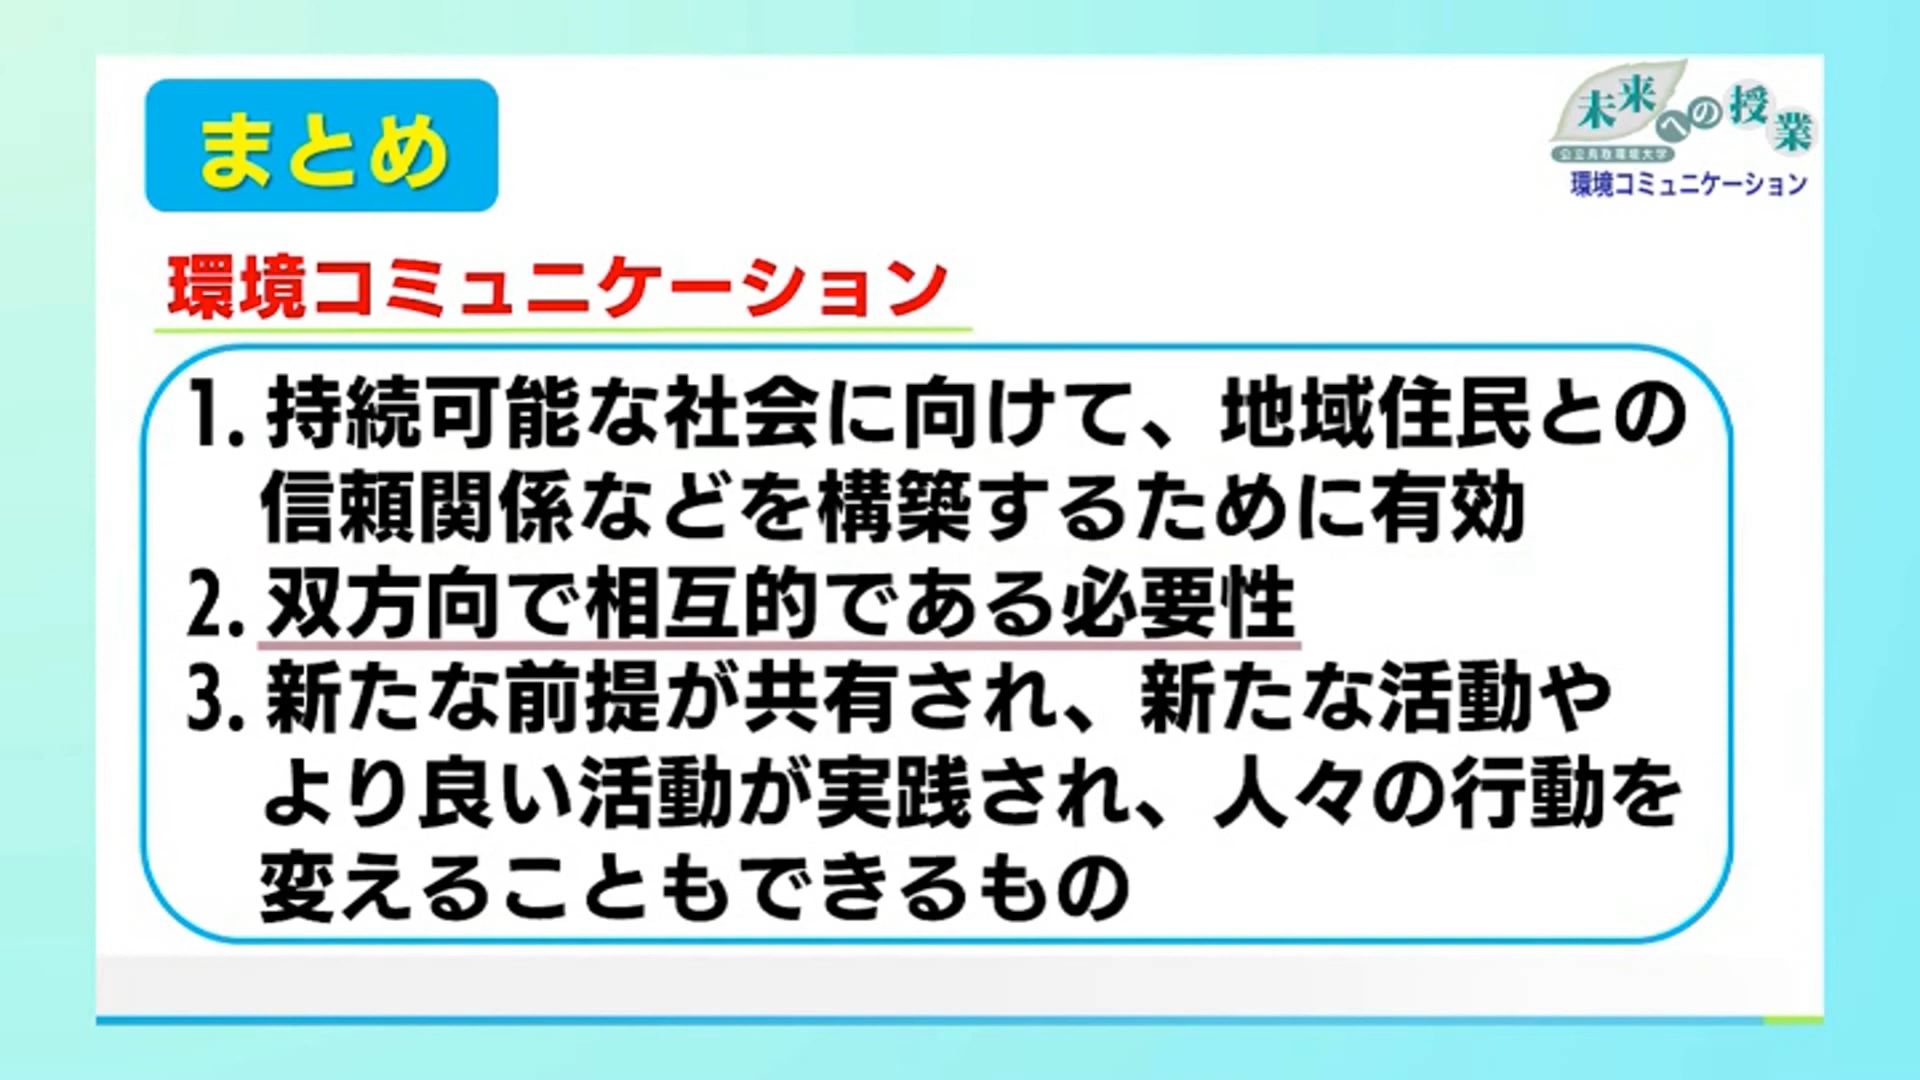 まとめ
未来への授業
公立鳥取環境大学
環境コミュニケーション
環境コミュニケーション
1. 持続可能な社会に向けて、地域住民との
信頼関係などを構築するために有効
2. 双方向で相互的である必要性
3. 新たな前提が共有され、新たな活動や
より良い活動が実践され、人々の行動を
変えることもできるもの